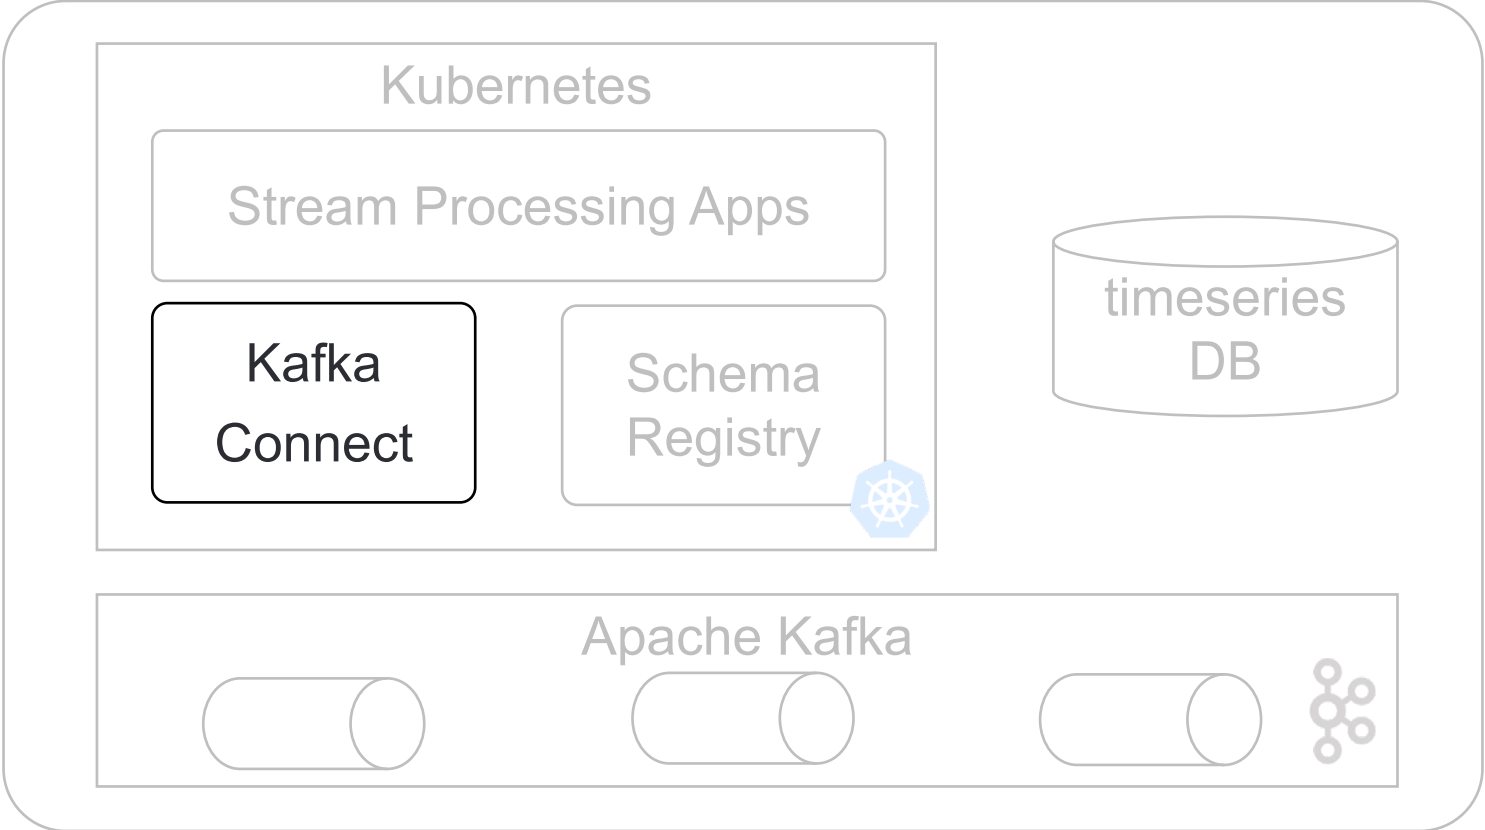 Kubernetes
Stream Processing Apps
Kafka
Connect
Schema
Registry
timeseries
DB
Apache Kafka